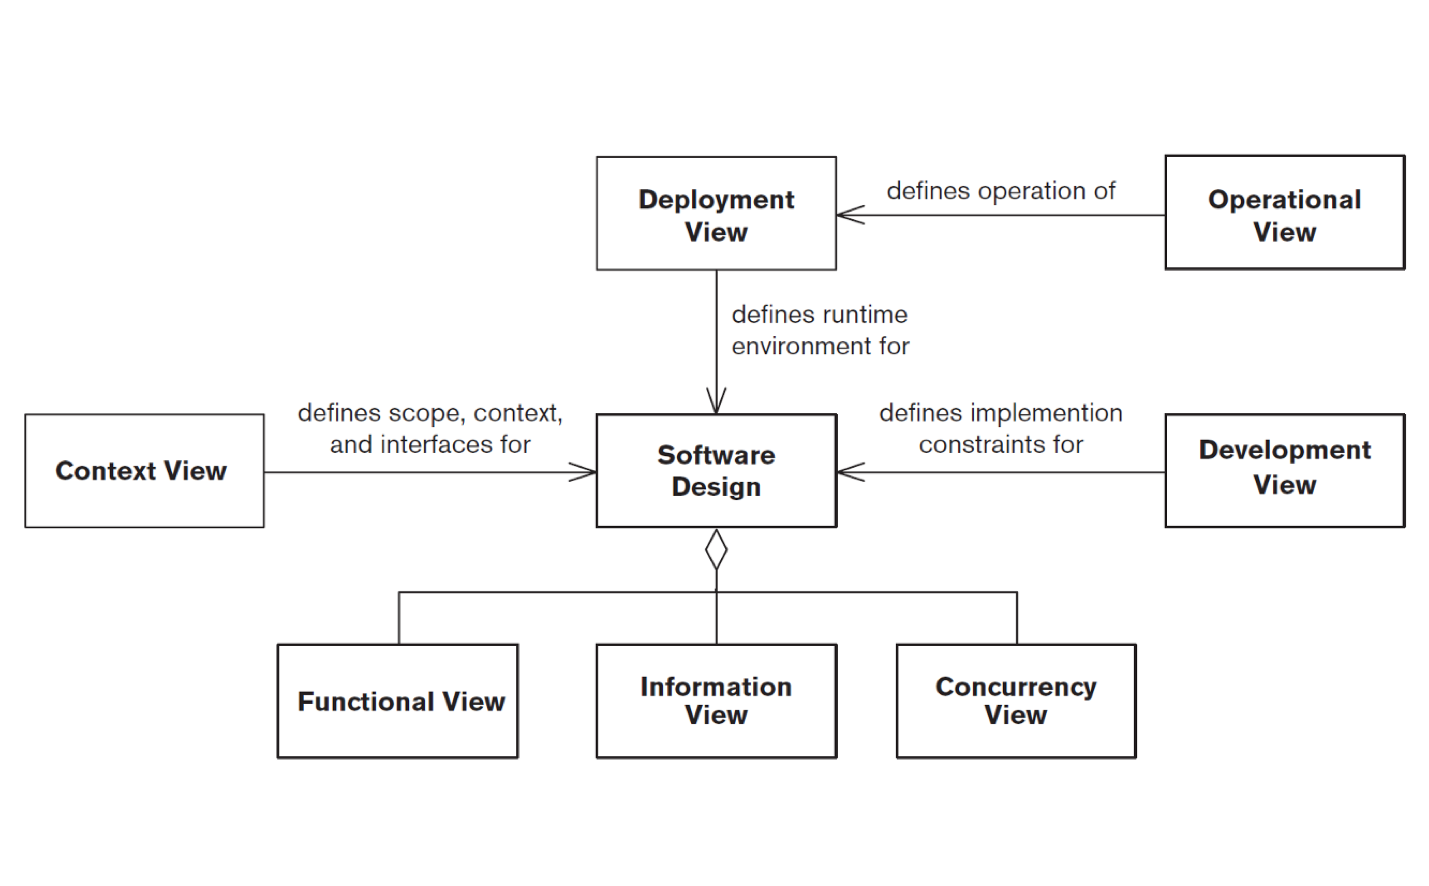 Deployment
View
defines operation of
Operational
View
defines runtime
environment for
Context View
defines scope, context,
and interfaces for
Software
Design
defines implemention
constraints for
Development
View
Functional View
Information
View
Concurrency
View